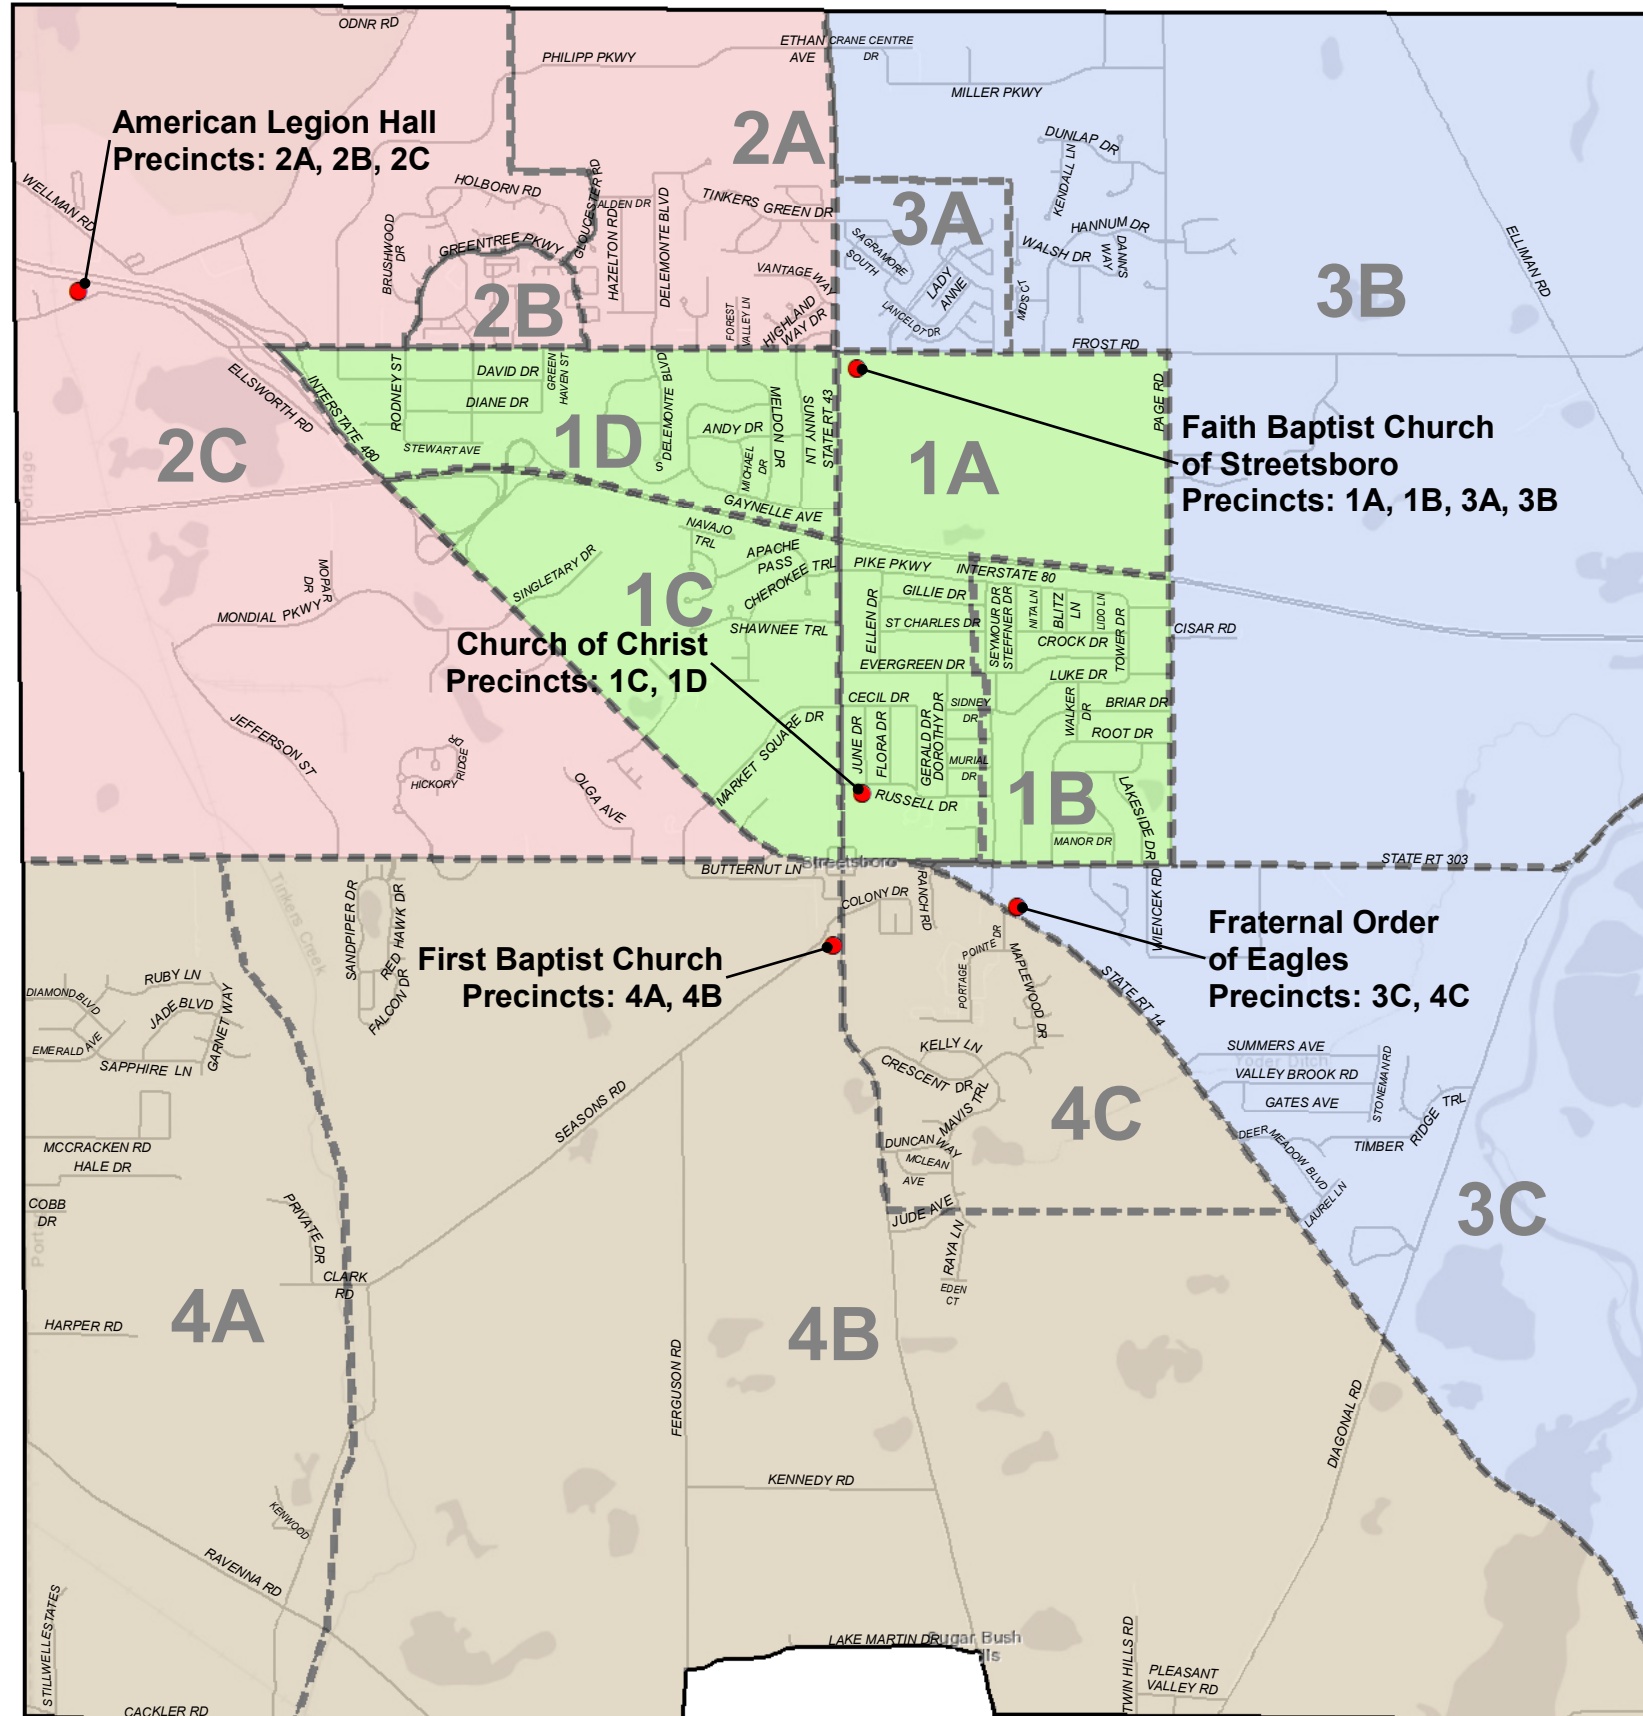 ODNR RD
PHILIPP PKWY
ETHAN
AVE
CRANE CENTRE
DR
MILLER PKWY
American Legion Hall
Precincts: 2A, 2B, 2C
2A
DUNLAP DR
KENDALL LN
WELLMAN RD
HOLBORN RD
GLOUCESTER RD
ALDEN DR
HAZELTON RD
DELEMONTE BLVD
TINKERS GREEN DR
3A
HANNUM DR
WALSH DR
DANN'S
WAY
ELLIMAN RD
BRUSHWOOD
DR
GREENTREE PKWY
SAGRAMORE
SOUTH
LADY
ANNE
LANCELOT DR
MDS CT
3B
2B
VANTAGE WAY
FOREST
VALLEY LN
HIGHLAND
WAY DR
FROST RD
ELLSWORTH RD
INTERSTATE 480
RODNEY ST
DAVID DR
DIANE DR
GREEN
HAVEN ST
STEWART AVE
1D
S DELEMONTE BLVD
ANDY DR
MICHAEL
DR
MELDON DR
SUNNY LN
STATE RT 43
GAYNELLE AVE
1A
PAGE RD
Faith Baptist Church
of Streetsboro
Precincts: 1A, 1B, 3A, 3B
2C
Portage
MOPAR
DR
MONDIAL PKWY
SINGLETARY DR
NAVAJO
TRL
APACHE
PASS
CHEROKEE TRL
1C
SHAWNEE TRL
PIKE PKWY
INTERSTATE 80
GILLIE DR
ELLEN DR
ST CHARLES DR
SEYMOUR DR
STEFFNER DR
NITA LN
BLITZ
LN
LIDO LN
CROCK DR
TOWER DR
CISAR RD
Church of Christ
Precincts: 1C, 1D
EVERGREEN DR
LUKE DR
CECIL DR
SIDNEY
DR
WALKER
DR
BRIAR DR
ROOT DR
JUNE DR
FLORA DR
GERALD DR
DOROTHY DR
MURIAL
DR
JEFFERSON ST
HICKORY
RIDGE
DR
OLGA AVE
MARKET SQUARE DR
RUSSELL DR
1B
LAKESIDE DR
MANOR DR
Streetsboro
STATE RT 303
BUTTERNUT LN
COLONY DR
RANCH RD
WIENCEK RD
Tinkers Creek
SANDPIPER DR
RED HAWK DR
FALCON DR
First Baptist Church
Precincts: 4A, 4B
PORTAGE
POINTE DR
MAPLEWOOD DR
STATE RT 14
Fraternal Order
of Eagles
Precincts: 3C, 4C
RUBY LN
DIAMOND BLVD
JADE BLVD
GARNET WAY
EMERALD AVE
SAPPHIRE LN
KELLY LN
CRESCENT DR
MAVIS TRL
SUMMERS AVE
Yoder Ditch
VALLEY BROOK RD
STONEMAN RD
GATES AVE
SEASONS RD
4C
DEER MEADOW BLVD
TIMBER RIDGE TRL
LAUREL LN
MCCRACKEN RD
HALE DR
DUNCAN WAY
MCLEAN
AVE
JUDE AVE
3C
COBB
DR
PRIVATE DR
CLARK
RD
RAYA LN
EDEN
CT
4A
HARPER RD
4B
FERGUSON RD
DIAGONAL RD
KENNEDY RD
KENWOOD
RAVENNA RD
STILLWELL ESTATES
LAKE MARTIN DR
Sugar Bush
TWIN HILLS RD
PLEASANT
VALLEY RD
CACKLER RD